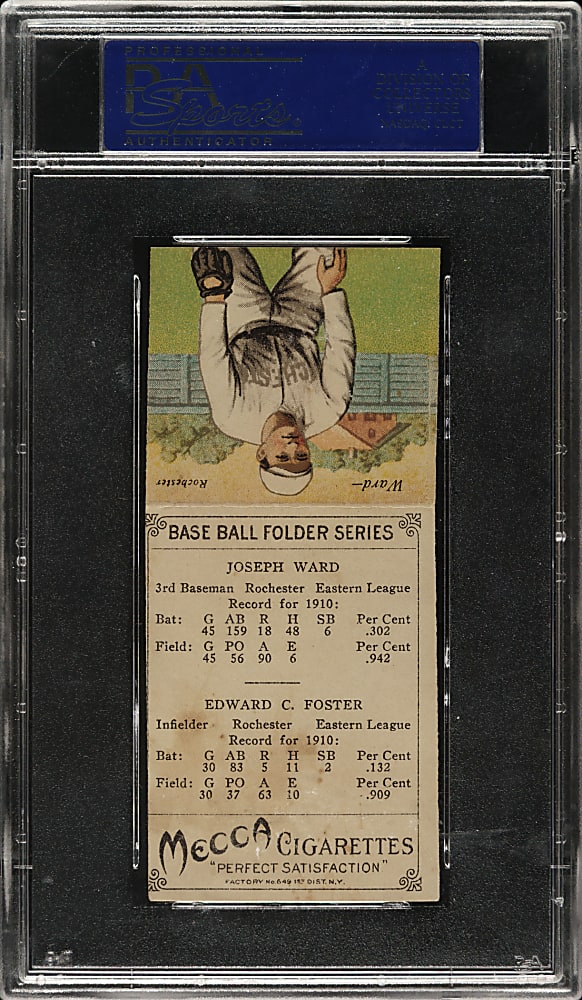 PROFESSIONAL
PSA
Sports
AUTHENTICATOR
A
DIVISION OF
COLLECTORS
UNIVERSE
NASDAQ: CLCT
Ward—
Rochester
BASE BALL FOLDER SERIES
JOSEPH WARD
3rd Baseman Rochester Eastern League
Record for 1910:
Bat: G AB R H SB Per Cent
45 159 18 48 6 .302
Field: G PO A E Per Cent
45 56 90 6 .942
EDWARD C. FOSTER
Infielder Rochester Eastern League
Record for 1910:
Bat: G AB R H SB Per Cent
30 83 5 11 2 .132
Field: G PO A E Per Cent
30 37 63 10 .909
MECCA CIGARETTES
"PERFECT SATISFACTION"
FACTORY No. 649 1ST DIST. N.Y.